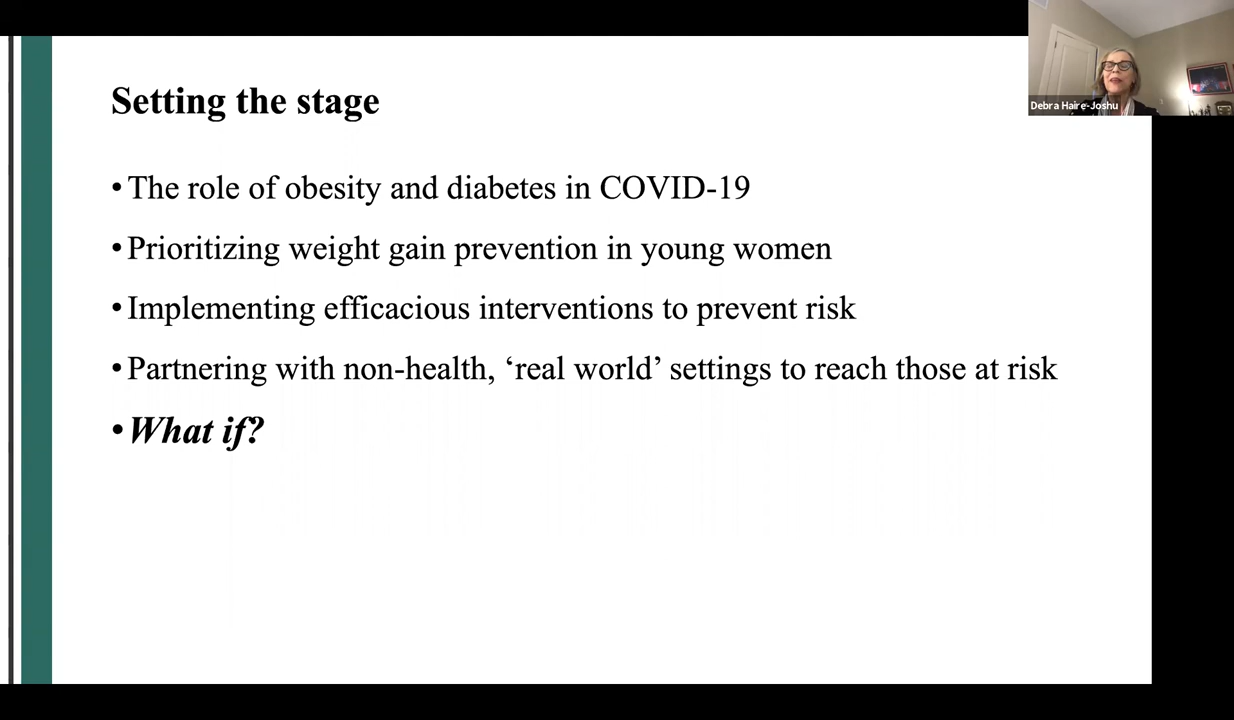 Setting the stage
Debra Haire-Joshu
•The role of obesity and diabetes in COVID-19
•Prioritizing weight gain prevention in young women
•Implementing efficacious interventions to prevent risk
•Partnering with non-health, ‘real world’ settings to reach those at risk
•What if?